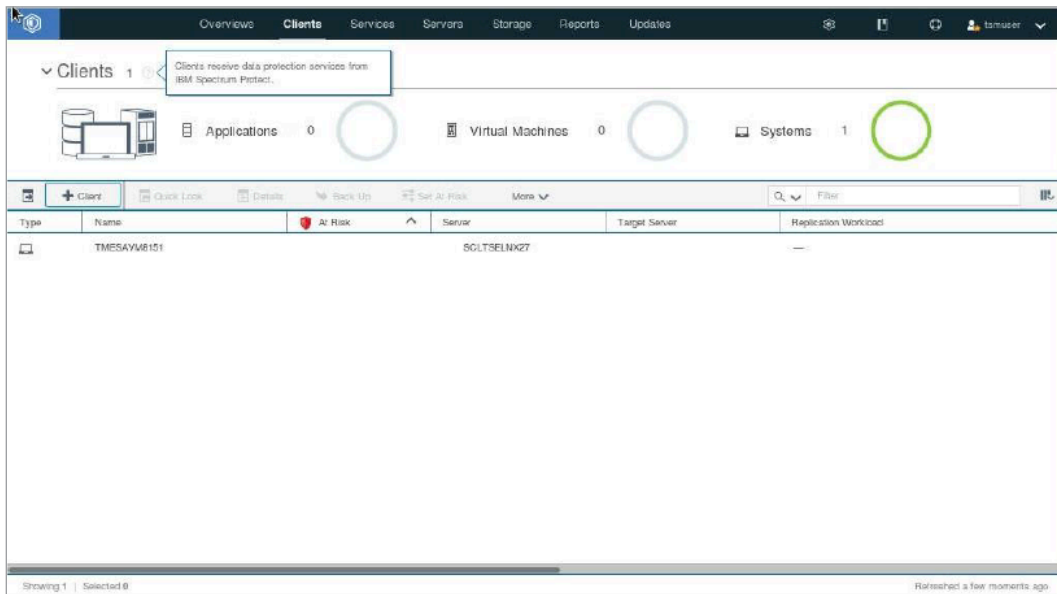 Overviews Clients Services Servers Storage Reports Updates tsmuser
Clients 1
Clients receive data protection services from
IBM Spectrum Protect.
Applications 0 Virtual Machines 0 Systems 1
+ Client Quick Look Details Back Up Set At Risk More Filter
Type Name At Risk Server Target Server Replication Workload
TMESAYM8151 SCLTSELNX27 —
Showing 1 | Selected 0 Refreshed a few moments ago